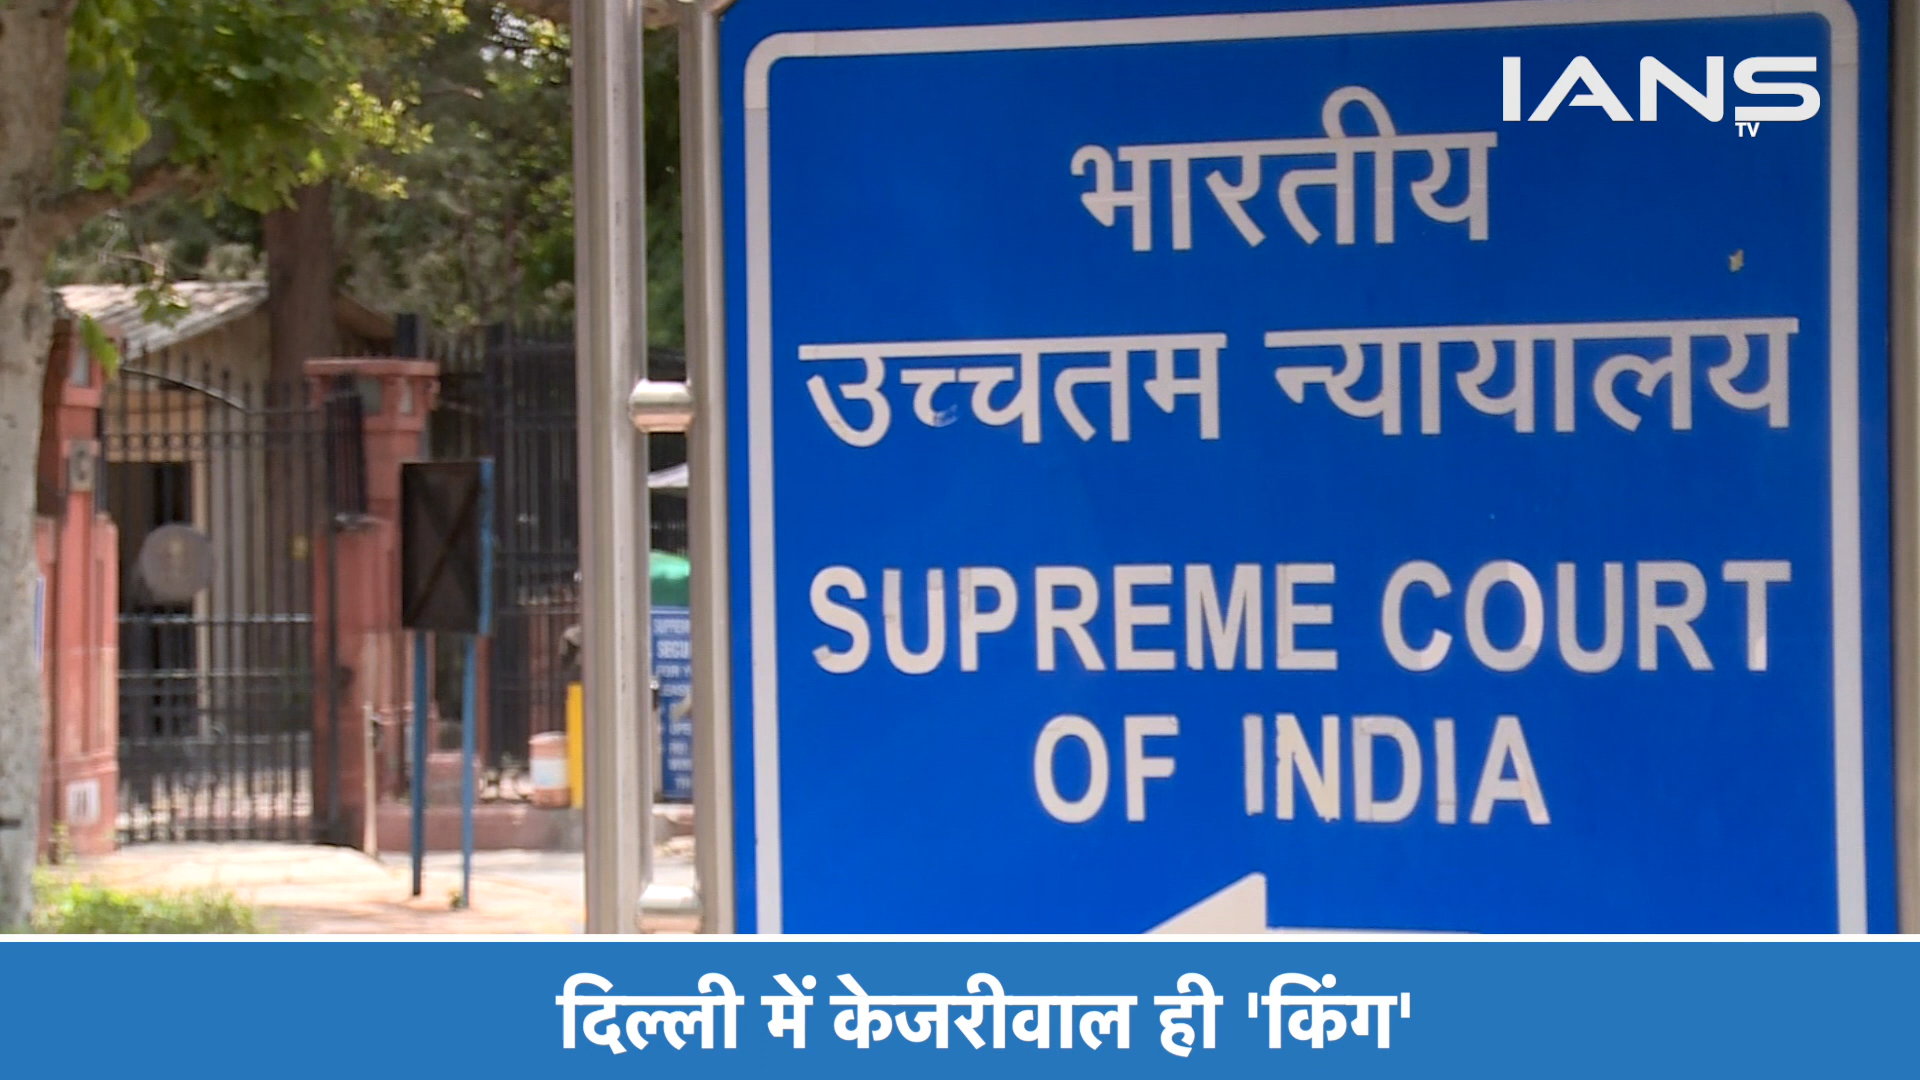 IANS
TV
भारतीय
उच्चतम न्यायालय
SUPREME COURT
OF INDIA
दिल्ली में केजरीवाल ही 'किंग'